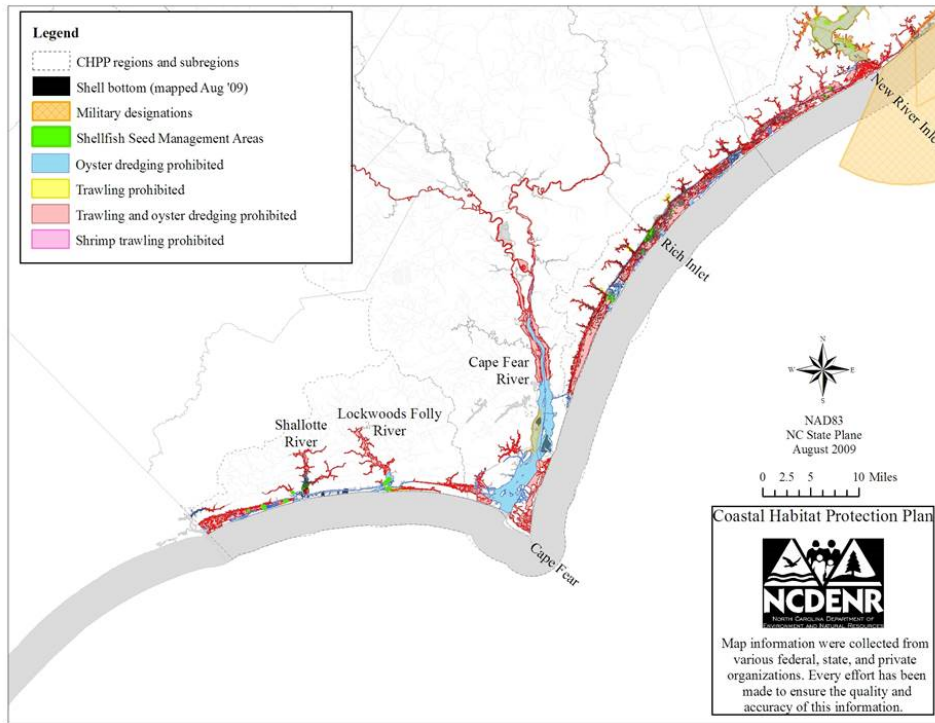 Legend
CHPP regions and subregions
Shell bottom (mapped Aug '09)
Military designations
Shellfish Seed Management Areas
Oyster dredging prohibited
Trawling prohibited
Trawling and oyster dredging prohibited
Shrimp trawling prohibited
New River Inlet
Rich Inlet
Cape Fear
River
Lockwoods Folly
River
Shallotte
River
Cape Fear
N
W
E
S
NAD83
NC State Plane
August 2009
0 2.5 5 10 Miles
Coastal Habitat Protection Plan
NCDENR
NORTH CAROLINA DEPARTMENT OF
ENVIRONMENT AND NATURAL RESOURCES
Map information were collected from
various federal, state, and private
organizations. Every effort has been
made to ensure the quality and
accuracy of this information.